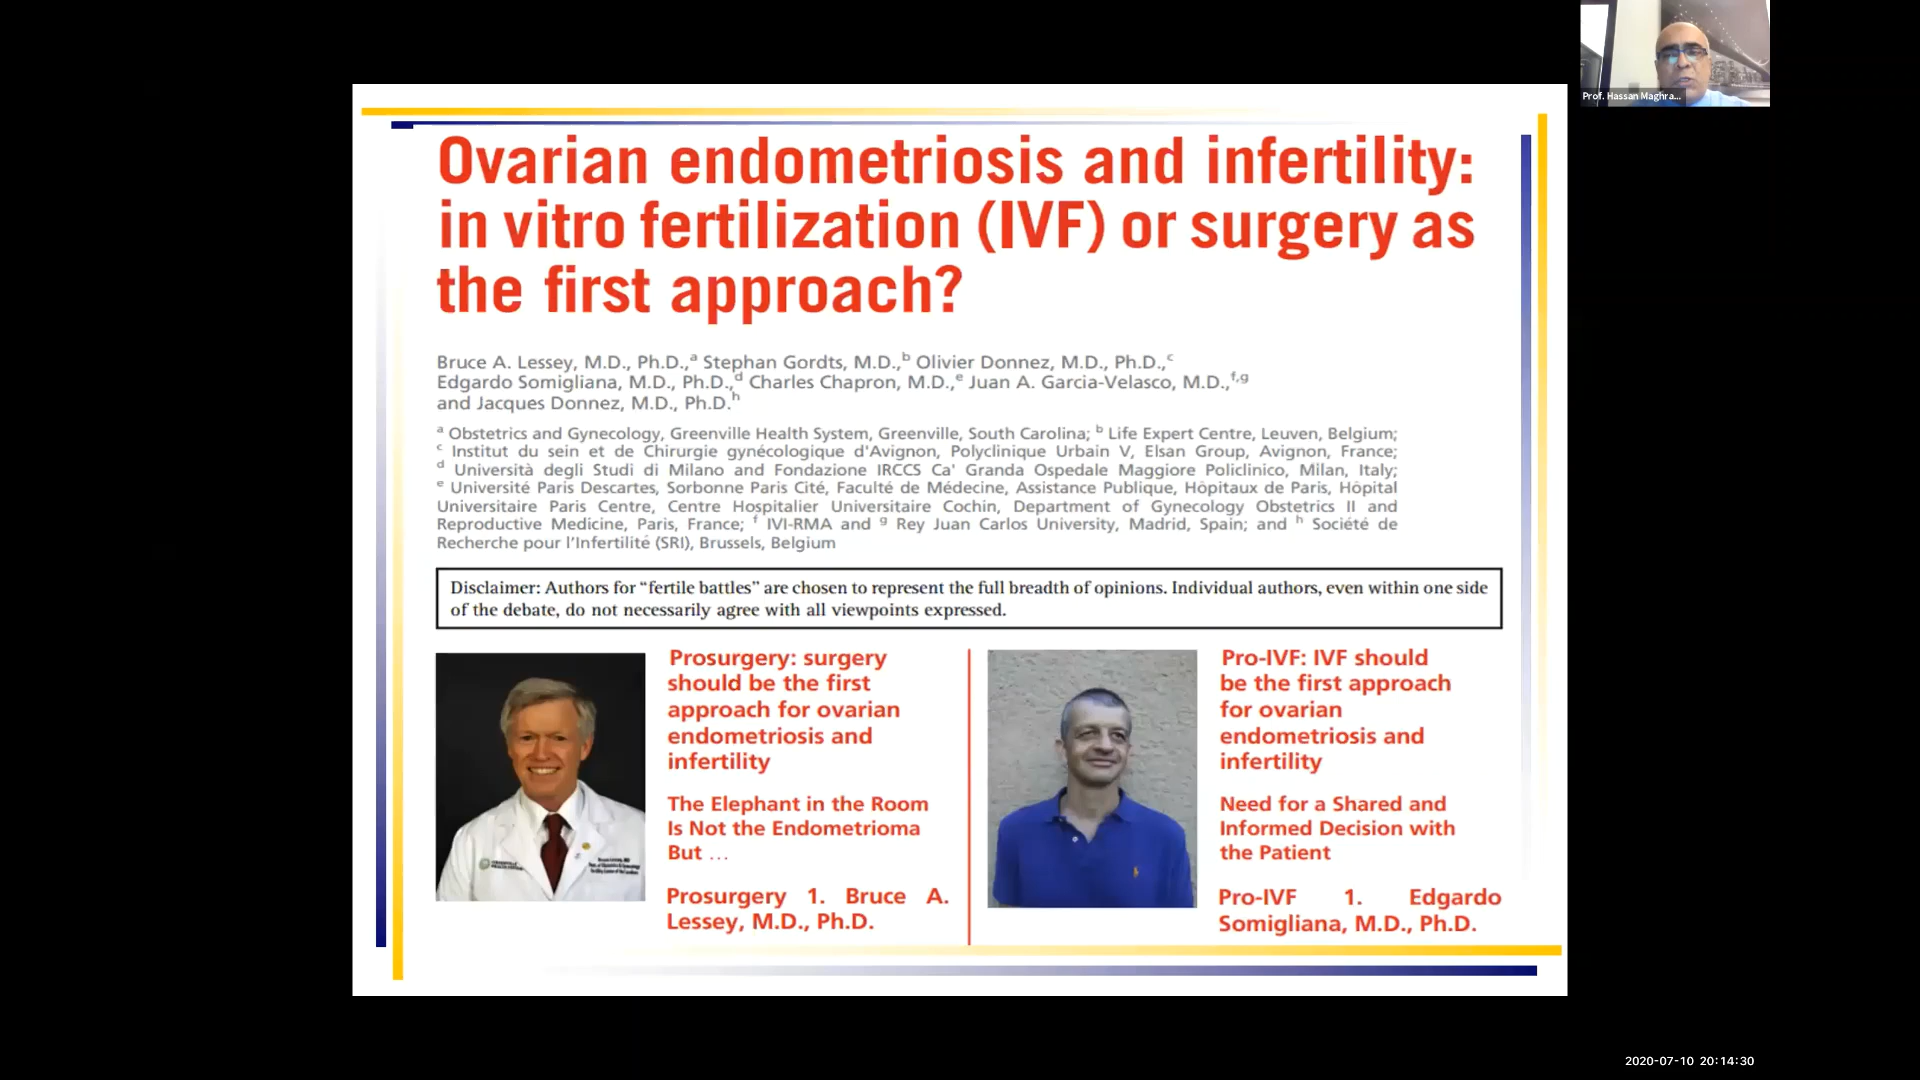 Prof. Hassan Maghra...
Ovarian endometriosis and infertility:
in vitro fertilization (IVF) or surgery as
the first approach?
Bruce A. Lessey, M.D., Ph.D.,a Stephan Gordts, M.D.,b Olivier Donnez, M.D., Ph.D.,c
Edgardo Somigliana, M.D., Ph.D.,d Charles Chapron, M.D.,e Juan A. Garcia-Velasco, M.D.,f,g
and Jacques Donnez, M.D., Ph.D.h
a Obstetrics and Gynecology, Greenville Health System, Greenville, South Carolina; b Life Expert Centre, Leuven, Belgium;
c Institut du sein et de Chirurgie gynécologique d'Avignon, Polyclinique Urbain V, Elsan Group, Avignon, France;
d Università degli Studi di Milano and Fondazione IRCCS Ca' Granda Ospedale Maggiore Policlinico, Milan, Italy;
e Université Paris Descartes, Sorbonne Paris Cité, Faculté de Médecine, Assistance Publique, Hôpitaux de Paris, Hôpital
Universitaire Paris Centre, Centre Hospitalier Universitaire Cochin, Department of Gynecology Obstetrics II and
Reproductive Medicine, Paris, France; f IVI-RMA and g Rey Juan Carlos University, Madrid, Spain; and h Société de
Recherche pour l'Infertilité (SRI), Brussels, Belgium
Disclaimer: Authors for “fertile battles” are chosen to represent the full breadth of opinions. Individual authors, even within one side
of the debate, do not necessarily agree with all viewpoints expressed.
Prosurgery: surgery
should be the first
approach for ovarian
endometriosis and
infertility
The Elephant in the Room
Is Not the Endometrioma
But ...
Prosurgery 1. Bruce A.
Lessey, M.D., Ph.D.
Pro-IVF: IVF should
be the first approach
for ovarian
endometriosis and
infertility
Need for a Shared and
Informed Decision with
the Patient
Pro-IVF 1. Edgardo
Somigliana, M.D., Ph.D.
2020-07-10 20:14:30